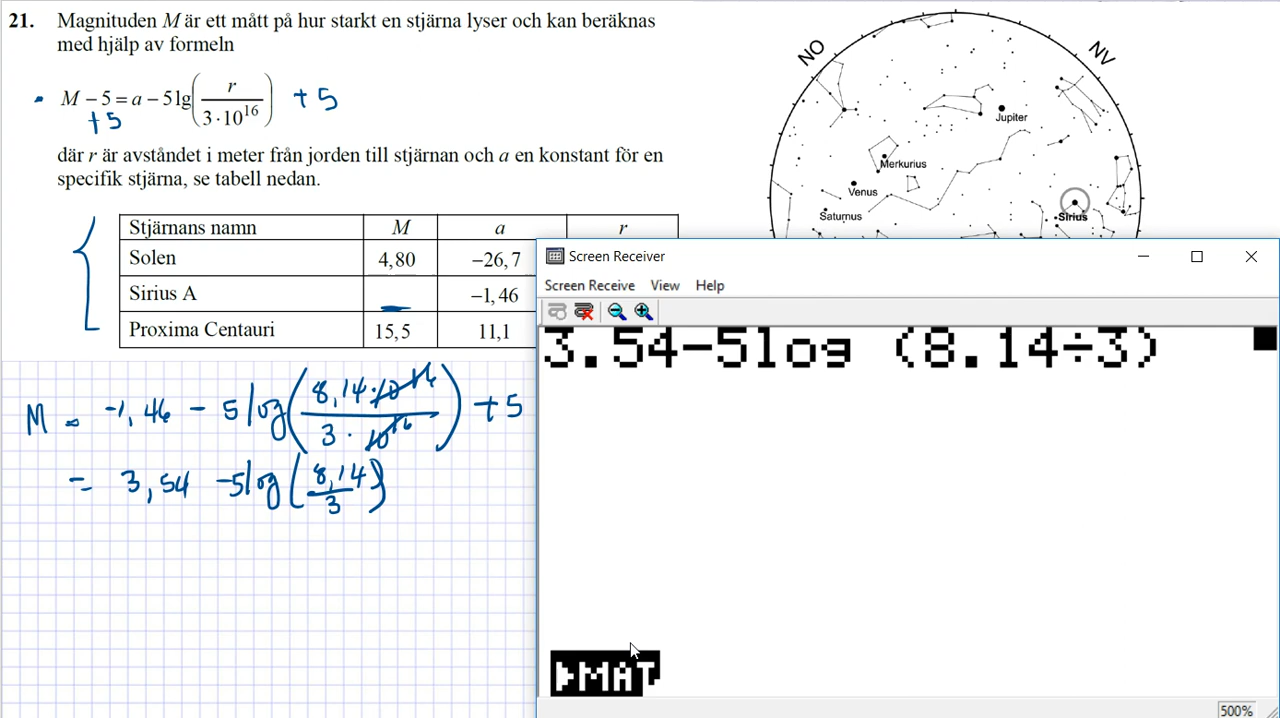 21. Magnituden M är ett mått på hur starkt en stjärna lyser och kan beräknas
med hjälp av formeln
M − 5 = a − 5 lg( r / 3 · 10^16 ) + 5
+ 5
där r är avståndet i meter från jorden till stjärnan och a en konstant för en
specifik stjärna, se tabell nedan.
Stjärnans namn M a r
Solen 4,80 −26,7
Sirius A −1,46
Proxima Centauri 15,5 11,1
M = -1,46 - 5 log( 8,14 · 10^16 / 3 · 10^16 ) + 5
= 3,54 - 5log( 8,14 / 3 )
NO
NV
Jupiter
Merkurius
Venus
Saturnus
Sirius
Screen Receiver
Screen Receive View Help
3.54-5log (8.14÷3)
▶MAT
500%